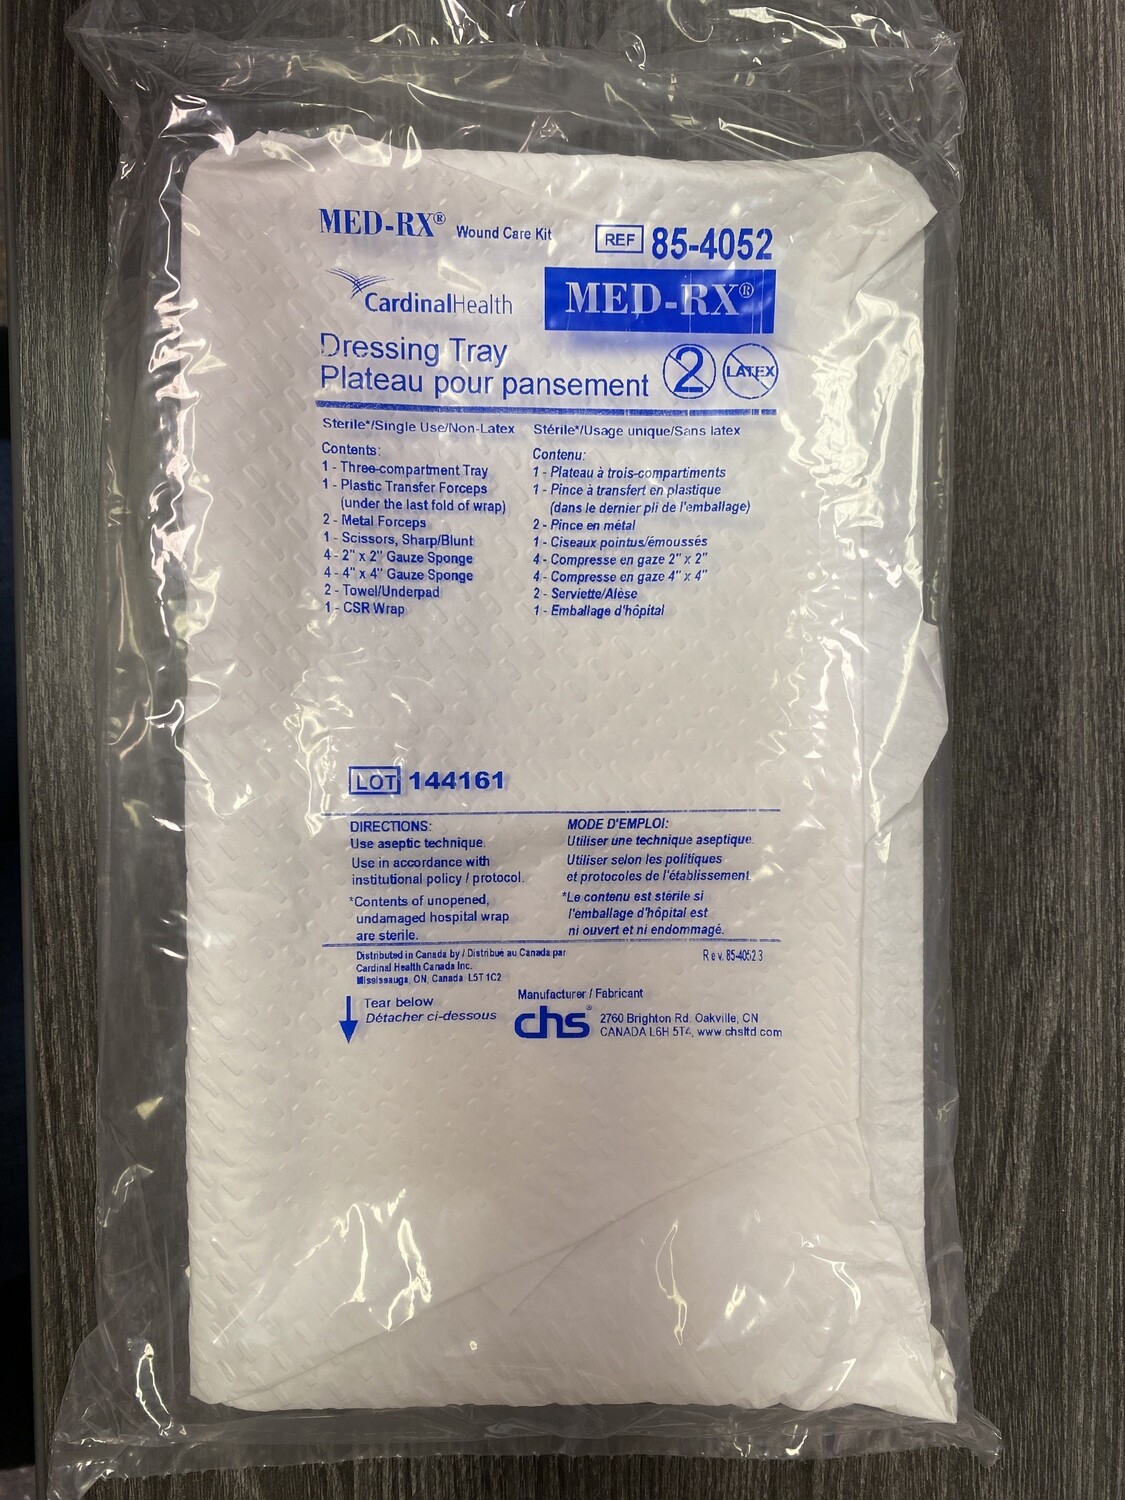 MED-RX® Wound Care Kit
REF 85-4052
CardinalHealth
MED-RX®
Dressing Tray
Plateau pour pansement
2
LATEX
Sterile*/Single Use/Non-Latex
Contents:
1 - Three-compartment Tray
1 - Plastic Transfer Forceps
(under the last fold of wrap)
2 - Metal Forceps
1 - Scissors, Sharp/Blunt
4 - 2" x 2" Gauze Sponge
4 - 4" x 4" Gauze Sponge
2 - Towel/Underpad
1 - CSR Wrap
Stérile*/Usage unique/Sans latex
Contenu:
1 - Plateau à trois-compartiments
1 - Pince à transfert en plastique
(dans le dernier pli de l'emballage)
2 - Pince en métal
1 - Ciseaux pointus/émoussés
4 - Compresse en gaze 2" x 2"
4 - Compresse en gaze 4" x 4"
2 - Serviette/Alèse
1 - Emballage d'hôpital
LOT 144161
DIRECTIONS:
Use aseptic technique.
Use in accordance with
institutional policy / protocol.
*Contents of unopened,
undamaged hospital wrap
are sterile.
MODE D'EMPLOI:
Utiliser une technique aseptique.
Utiliser selon les politiques
et protocoles de l'établissement.
*Le contenu est stérile si
l'emballage d'hôpital est
ni ouvert et ni endommagé.
Distributed in Canada by / Distribué au Canada par
Cardinal Health Canada Inc.
Mississauga, ON, Canada L5T 1C2
Rev. 85-4052 3
Tear below
Détacher ci-dessous
Manufacturer / Fabricant
chs®
2760 Brighton Rd. Oakville, ON
CANADA L6H 5T4, www.chsltd.com